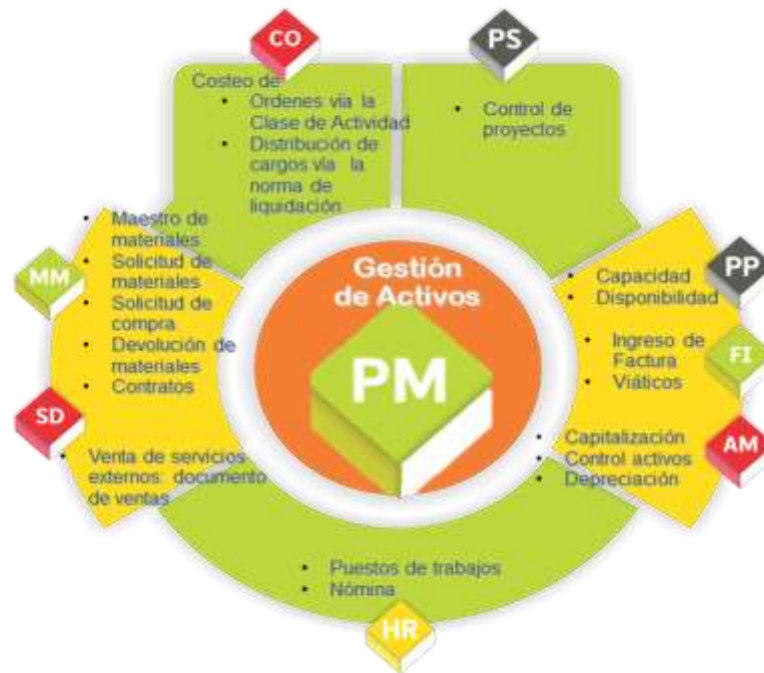 CO
Costeo de
• Ordenes vía la
Clase de Actividad
• Distribución de
cargos vía la
norma de
liquidación
PS
• Control de
proyectos
MM
• Maestro de
materiales
• Solicitud de
materiales
• Solicitud de
compra
• Devolución de
materiales
• Contratos
Gestión
de Activos
PM
PP
• Capacidad
• Disponibilidad
FI
• Ingreso de
Factura
• Viáticos
SD
• Venta de servicios
externos: documento
de ventas
AM
• Capitalización
• Control activos
• Depreciación
• Puestos de trabajos
• Nómina
HR